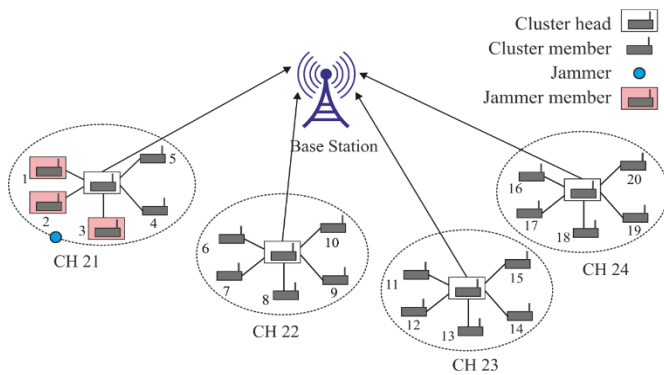 Cluster head
Cluster member
Jammer
Jammer member
Base Station
1
2
3
4
5
CH 21
6
7
8
9
10
CH 22
11
12
13
14
15
CH 23
16
17
18
19
20
CH 24